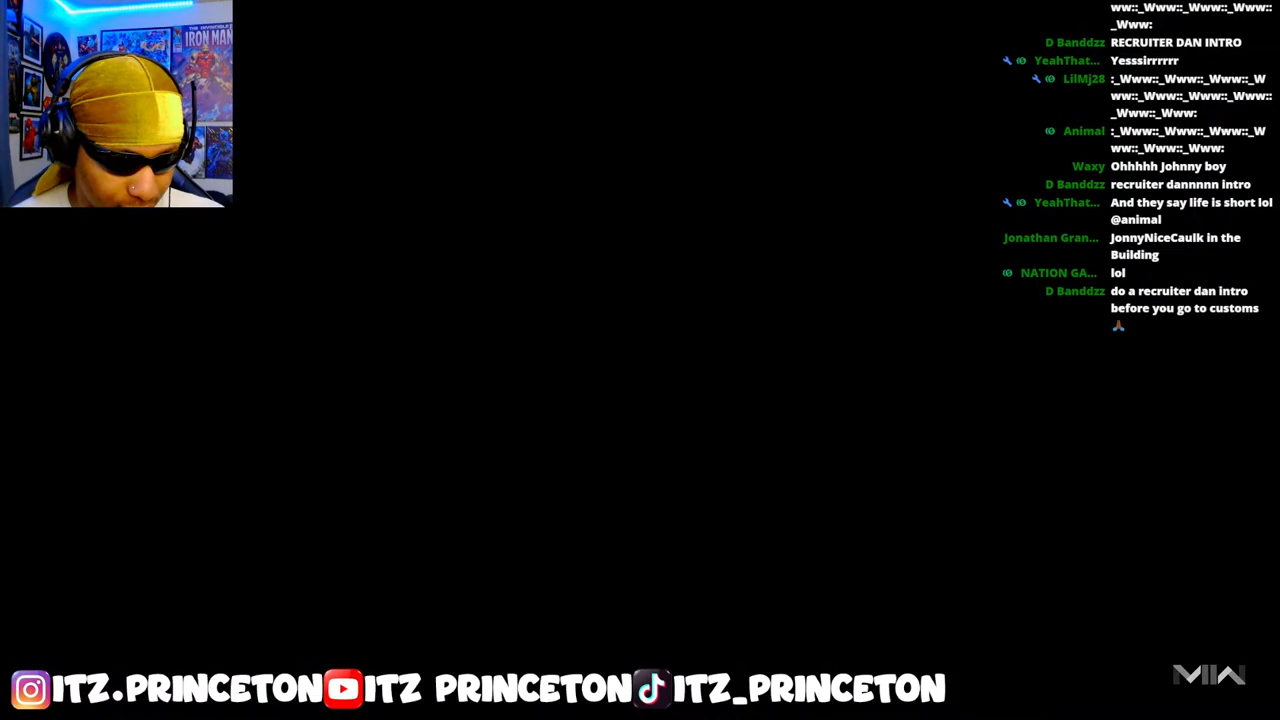 IRON MAN
ww::_Www::_Www::_Www::
_Www:
D Banddzz RECRUITER DAN INTRO
YeahThat... Yesssirrrrrr
LilMj28 :_Www::_Www::_Www::_W
ww::_Www::_Www::_Www::
_Www::_Www:
Animal :_Www::_Www::_Www::_W
ww::_Www::_Www:
Waxy Ohhhhh Johnny boy
D Banddzz recruiter dannnnn intro
YeahThat... And they say life is short lol
@animal
Jonathan Gran... JonnyNiceCaulk in the
Building
NATION GA... lol
D Banddzz do a recruiter dan intro
before you go to customs
🙏🏾
MW
ITZ.PRINCETON ITZ PRINCETON ITZ_PRINCETON